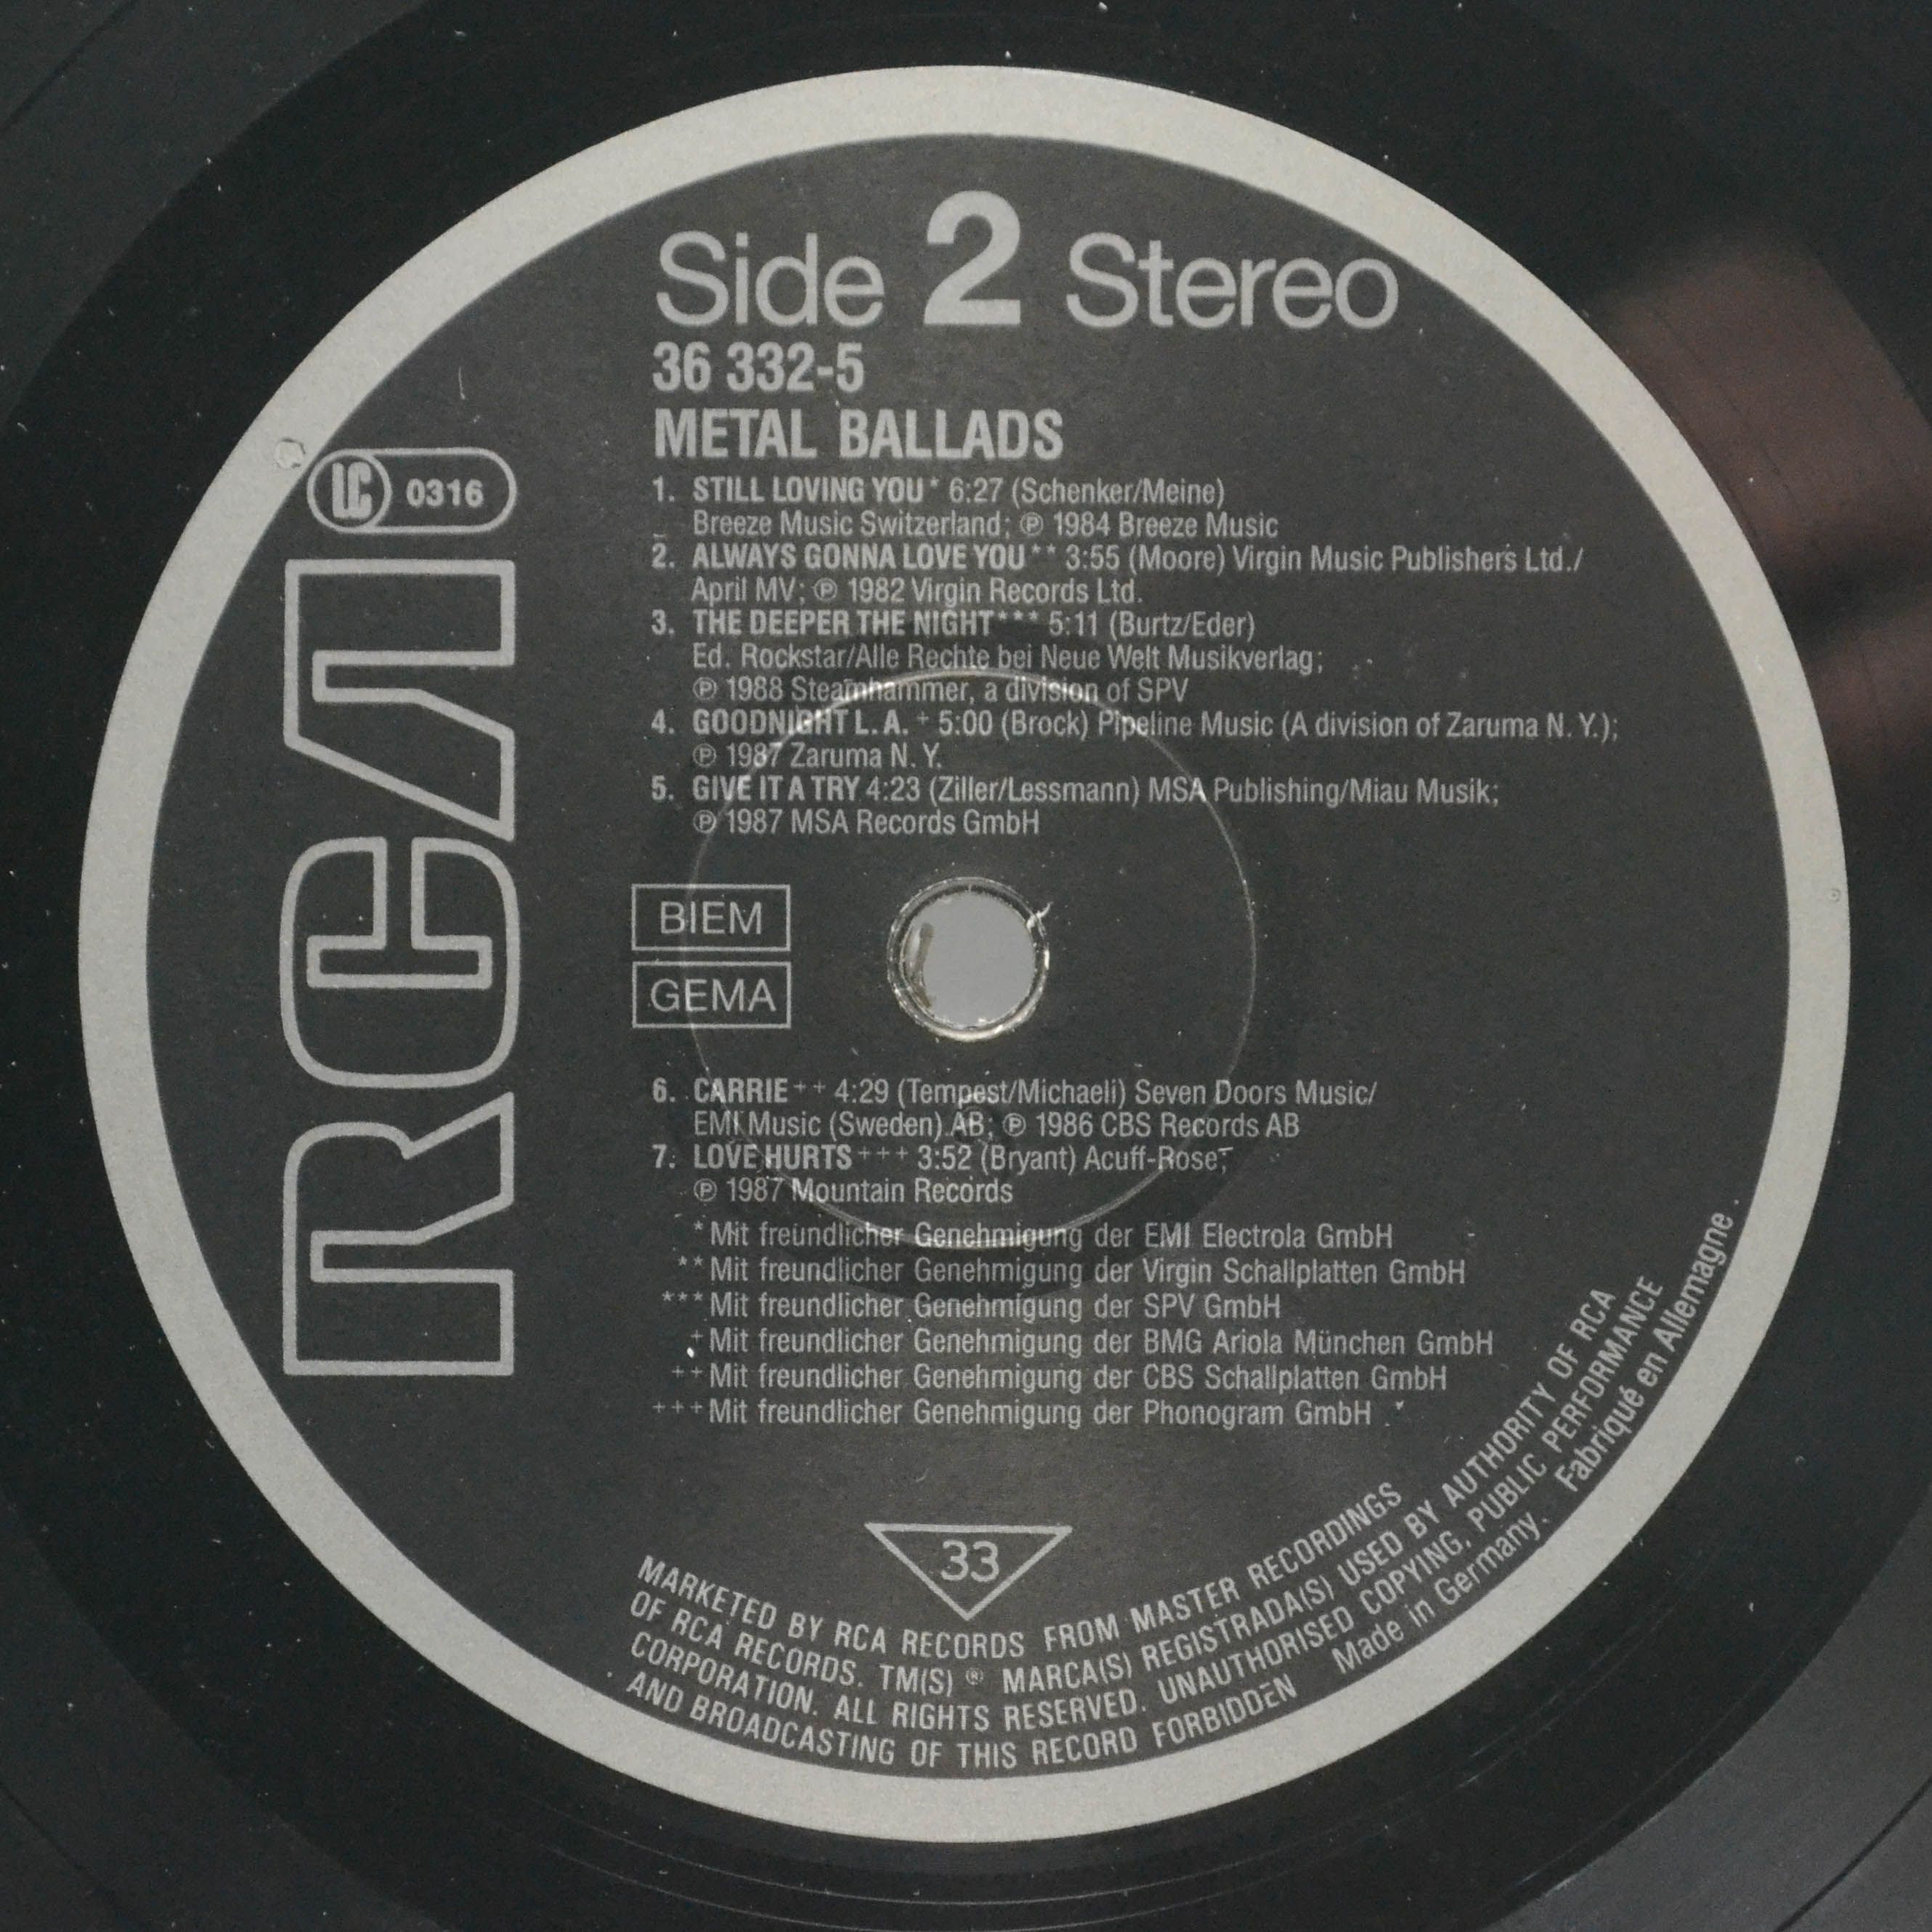 Side 2 Stereo
36 332-5
METAL BALLADS
LC 0316
RCA
1. STILL LOVING YOU * 6:27 (Schenker/Meine)
Breeze Music Switzerland; ℗ 1984 Breeze Music
2. ALWAYS GONNA LOVE YOU ** 3:55 (Moore) Virgin Music Publishers Ltd./
April MV; ℗ 1982 Virgin Records Ltd.
3. THE DEEPER THE NIGHT *** 5:11 (Burtz/Eder)
Ed. Rockstar/Alle Rechte bei Neue Welt Musikverlag;
℗ 1988 Steamhammer, a division of SPV
4. GOODNIGHT L.A. + 5:00 (Brock) Pipeline Music (A division of Zaruma N.Y.);
℗ 1987 Zaruma N.Y.
5. GIVE IT A TRY 4:23 (Ziller/Lessmann) MSA Publishing/Miau Musik;
℗ 1987 MSA Records GmbH
BIEM
GEMA
6. CARRIE ++ 4:29 (Tempest/Michaeli) Seven Doors Music/
EMI Music (Sweden) AB; ℗ 1986 CBS Records AB
7. LOVE HURTS +++ 3:52 (Bryant) Acuff-Rose;
℗ 1987 Mountain Records
* Mit freundlicher Genehmigung der EMI Electrola GmbH
** Mit freundlicher Genehmigung der Virgin Schallplatten GmbH
*** Mit freundlicher Genehmigung der SPV GmbH
+ Mit freundlicher Genehmigung der BMG Ariola München GmbH
++ Mit freundlicher Genehmigung der CBS Schallplatten GmbH
+++ Mit freundlicher Genehmigung der Phonogram GmbH
33
MARKETED BY RCA RECORDS FROM MASTER RECORDINGS
OF RCA RECORDS. TM(S) ® MARCA(S) REGISTRADA(S) USED BY AUTHORITY OF RCA
CORPORATION. ALL RIGHTS RESERVED. UNAUTHORISED COPYING, PUBLIC PERFORMANCE
AND BROADCASTING OF THIS RECORD FORBIDDEN Made in Germany. Fabriqué en Allemagne.